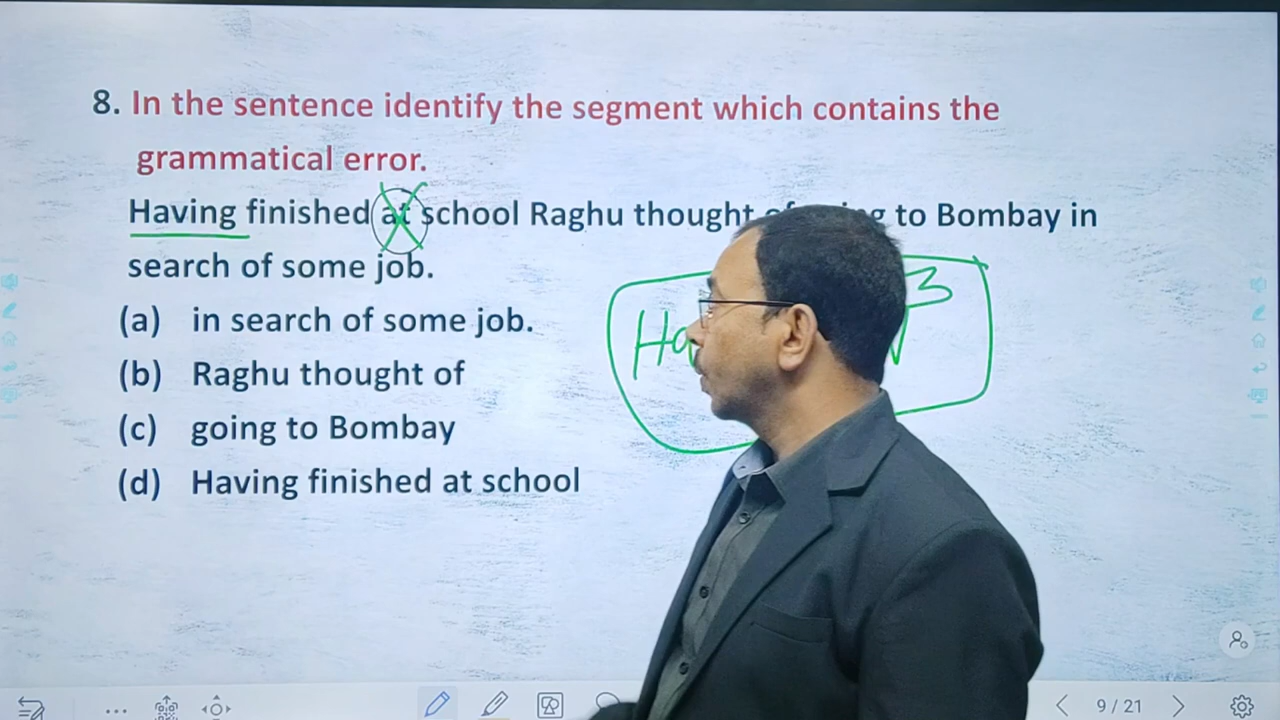 8. In the sentence identify the segment which contains the
grammatical error.
Having finished at school Raghu thought to Bombay in
search of some job.
(a) in search of some job.
(b) Raghu thought of
(c) going to Bombay
(d) Having finished at school
9 / 21